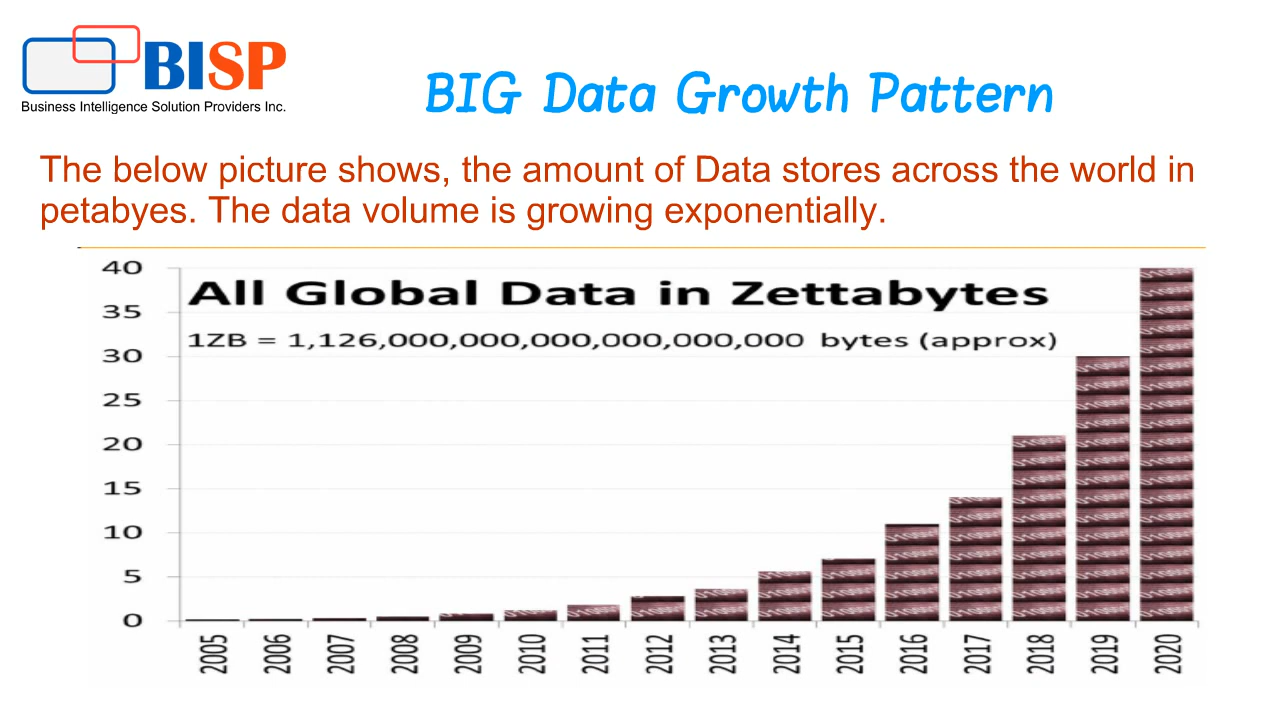 BISP
Business Intelligence Solution Providers Inc.
BIG Data Growth Pattern
The below picture shows, the amount of Data stores across the world in
petabyes. The data volume is growing exponentially.
All Global Data in Zettabytes
1ZB = 1,126,000,000,000,000,000,000 bytes (approx)
40
35
30
25
20
15
10
5
0
2005 2006 2007 2008 2009 2010 2011 2012 2013 2014 2015 2016 2017 2018 2019 2020